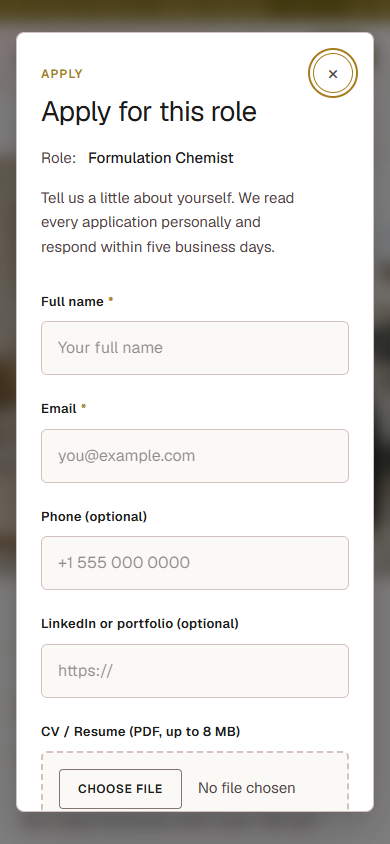 APPLY
Apply for this role
Role: Formulation Chemist
Tell us a little about yourself. We read
every application personally and
respond within five business days.
Full name *
Your full name
Email *
you@example.com
Phone (optional)
+1 555 000 0000
LinkedIn or portfolio (optional)
https://
CV / Resume (PDF, up to 8 MB)
CHOOSE FILE No file chosen